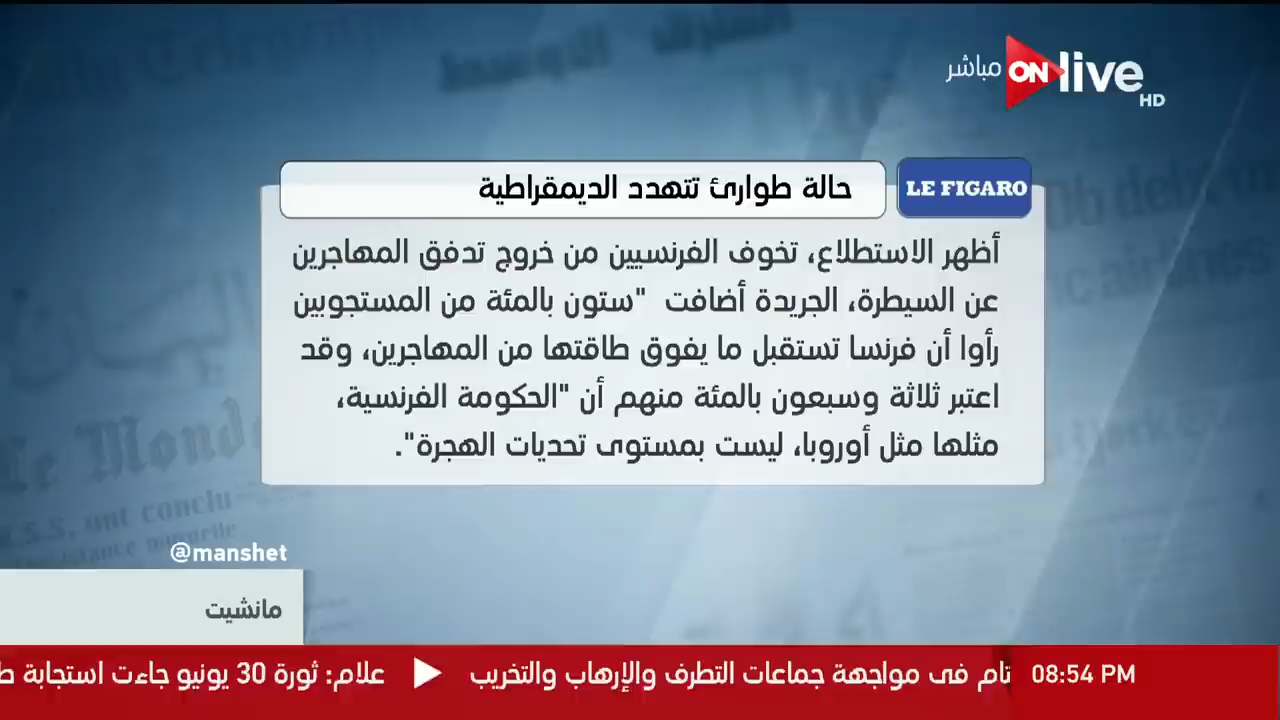 مباشر ON live
HD
حالة طوارئ تتهدد الديمقراطية
LE FIGARO
أظهر الاستطلاع، تخوف الفرنسيين من خروج تدفق المهاجرين
عن السيطرة، الجريدة أضافت "ستون بالمئة من المستجوبين
رأوا أن فرنسا تستقبل ما يفوق طاقتها من المهاجرين، وقد
اعتبر ثلاثة وسبعون بالمئة منهم أن "الحكومة الفرنسية،
مثلها مثل أوروبا، ليست بمستوى تحديات الهجرة".
Le Monde
@manshet
مانشيت
تام فى مواجهة جماعات التطرف والإرهاب والتخريب ◀ علام: ثورة 30 يونيو جاءت استجابة
08:54 PM